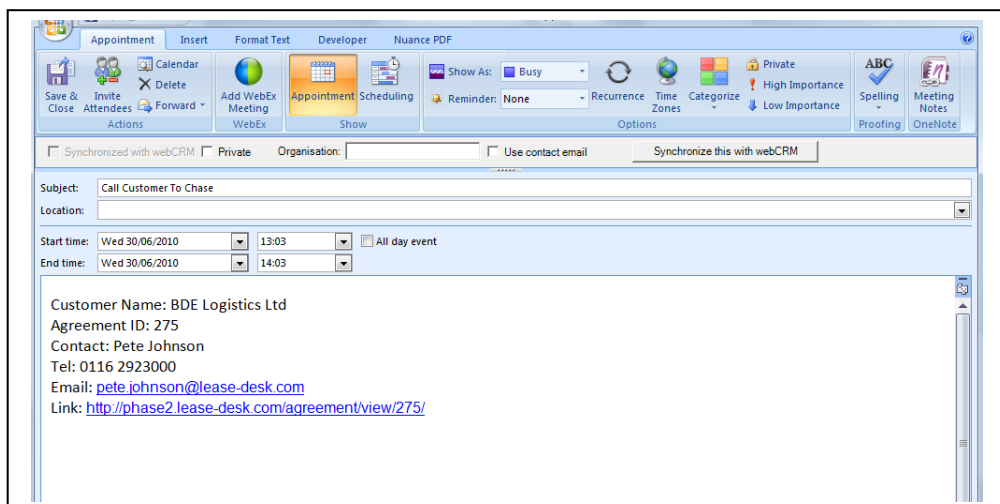 Appointment Insert Format Text Developer Nuance PDF
Save & Close
Invite Attendees
Calendar
Delete
Forward
Actions
Add WebEx Meeting
WebEx
Appointment
Scheduling
Show
Show As: Busy
Reminder: None
Recurrence
Time Zones
Categorize
Private
High Importance
Low Importance
Options
ABC
Spelling
Proofing
Meeting Notes
OneNote
Synchronized with webCRM Private Organisation: Use contact email Synchronize this with webCRM
Subject: Call Customer To Chase
Location:
Start time: Wed 30/06/2010 13:03 All day event
End time: Wed 30/06/2010 14:03
Customer Name: BDE Logistics Ltd
Agreement ID: 275
Contact: Pete Johnson
Tel: 0116 2923000
Email: pete.johnson@lease-desk.com
Link: http://phase2.lease-desk.com/agreement/view/275/